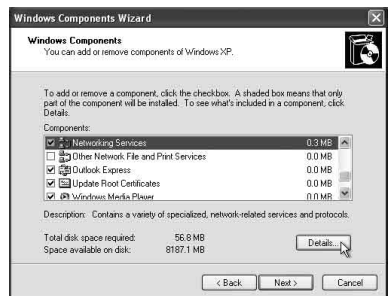 Windows Components Wizard
Windows Components
You can add or remove components of Windows XP.
To add or remove a component, click the checkbox. A shaded box means that only
part of the component will be installed. To see what's included in a component, click
Details.
Components:
Networking Services 0.3 MB
Other Network File and Print Services 0.0 MB
Outlook Express 0.0 MB
Update Root Certificates 0.0 MB
Windows Media Player 0.0 MB
Description: Contains a variety of specialized, network-related services and protocols.
Total disk space required: 56.8 MB
Space available on disk: 8187.1 MB
Details...
< Back Next > Cancel